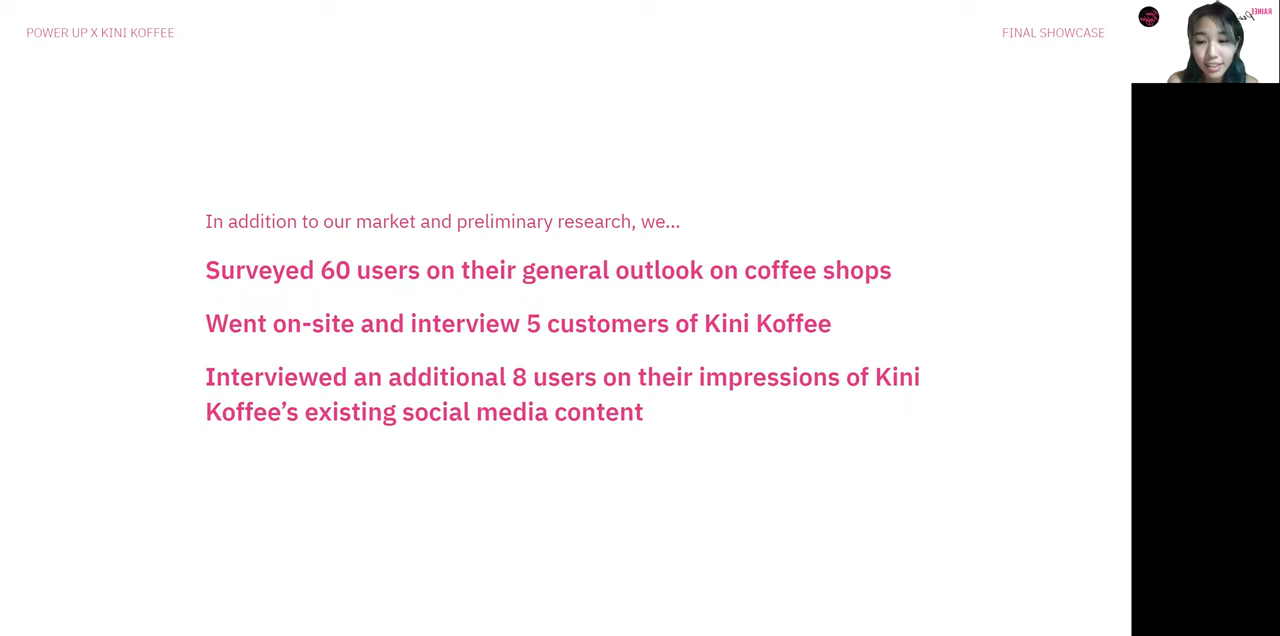 POWER UP X KINI KOFFEE
FINAL SHOWCASE
RAINEE
In addition to our market and preliminary research, we...
Surveyed 60 users on their general outlook on coffee shops
Went on-site and interview 5 customers of Kini Koffee
Interviewed an additional 8 users on their impressions of Kini
Koffee’s existing social media content